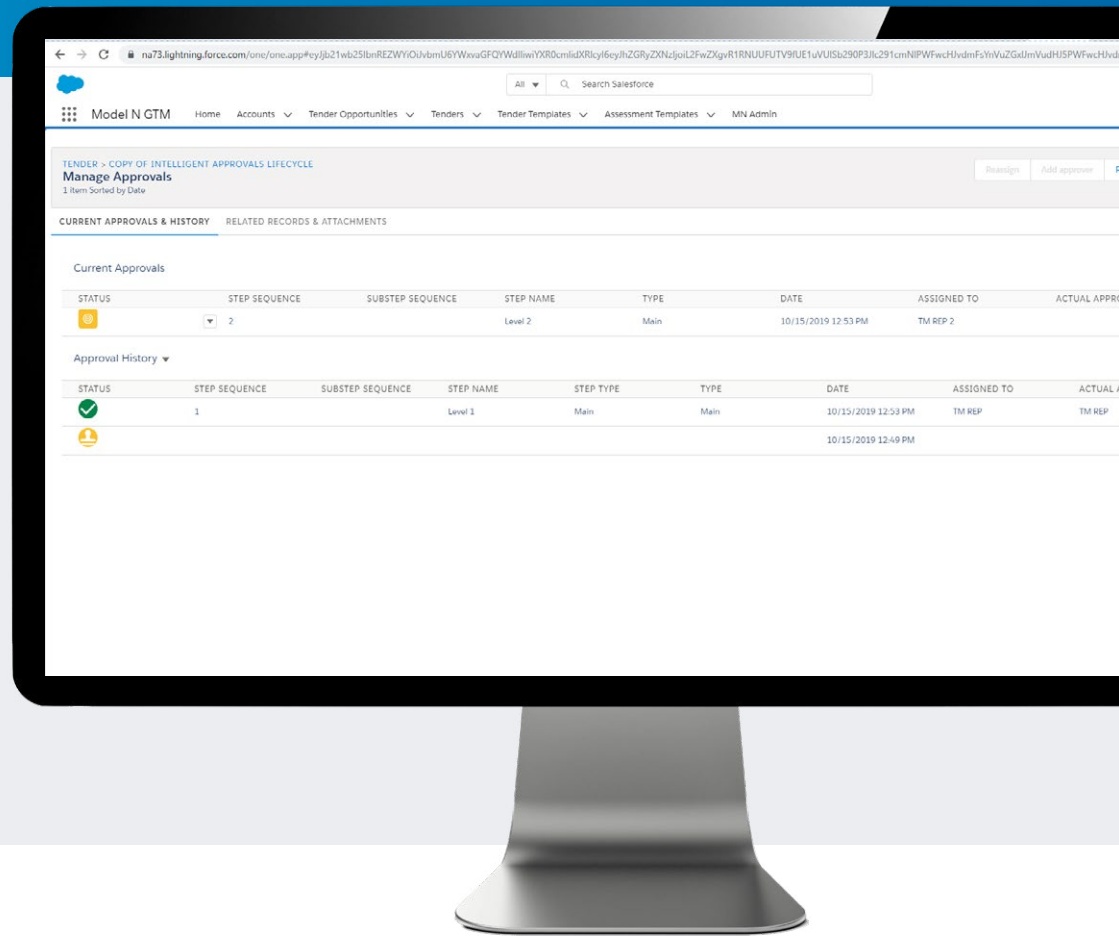 na73.lightning.force.com/one/one.app#
All Search Salesforce
Model N GTM Home Accounts Tender Opportunities Tenders Tender Templates Assessment Templates MN Admin
TENDER > COPY OF INTELLIGENT APPROVALS LIFECYCLE
Manage Approvals
1 item Sorted by Date
Reassign Add approver
CURRENT APPROVALS & HISTORY RELATED RECORDS & ATTACHMENTS
Current Approvals
STATUS STEP SEQUENCE SUBSTEP SEQUENCE STEP NAME TYPE DATE ASSIGNED TO ACTUAL APPRO
2 Level 2 Main 10/15/2019 12:53 PM TM REP 2
Approval History
STATUS STEP SEQUENCE SUBSTEP SEQUENCE STEP NAME STEP TYPE TYPE DATE ASSIGNED TO ACTUAL A
1 Level 1 Main Main 10/15/2019 12:53 PM TM REP TM REP
10/15/2019 12:49 PM